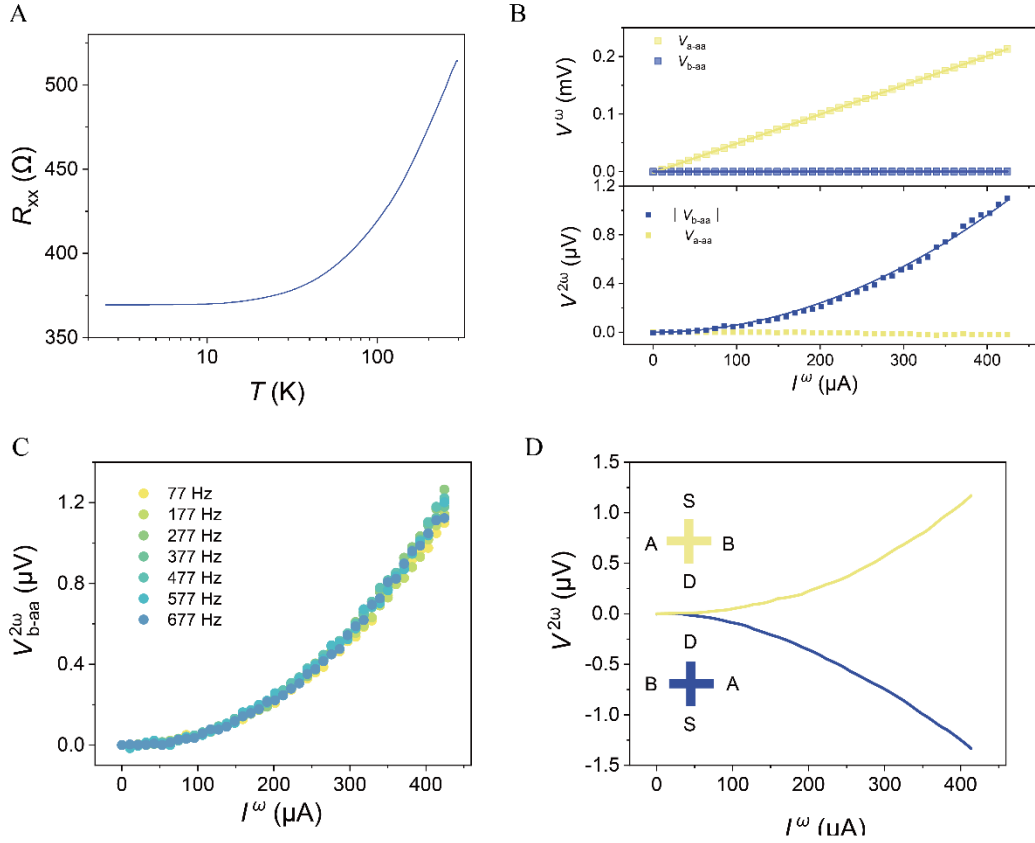 A
500
450
400
350
R_xx (Ω)
10
100
T (K)
B
V_a-aa
V_b-aa
0.2
0.1
0.0
V^ω (mV)
| V_b-aa |
V_a-aa
1.2
0.8
0.4
0.0
V^2ω (µV)
0
100
200
300
400
I^ω (µA)
C
77 Hz
177 Hz
277 Hz
377 Hz
477 Hz
577 Hz
677 Hz
1.2
0.8
0.4
0.0
V^2ω_b-aa (µV)
0
100
200
300
400
I^ω (µA)
D
1.5
1.0
0.5
0.0
-0.5
-1.0
-1.5
V^2ω (µV)
S
A B
D
D
B A
S
0
100
200
300
400
I^ω (µA)